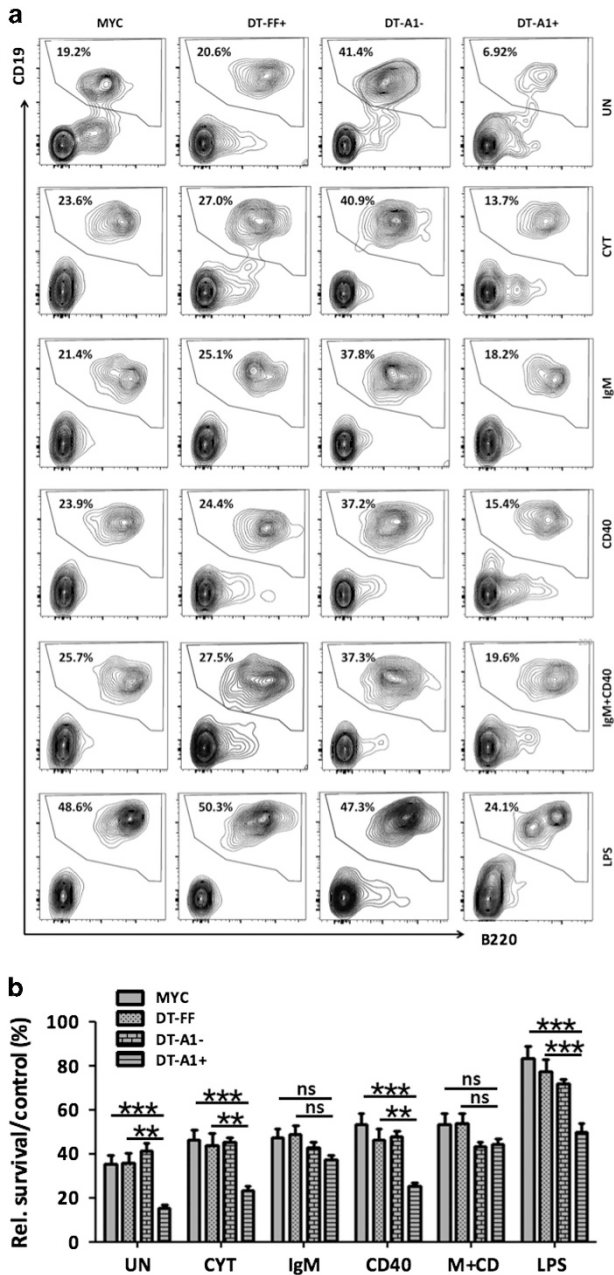 a
MYC DT-FF+ DT-A1- DT-A1+
CD19
19.2% 20.6% 41.4% 6.92% UN
23.6% 27.0% 40.9% 13.7% CYT
21.4% 25.1% 37.8% 18.2% IgM
23.9% 24.4% 37.2% 15.4% CD40
25.7% 27.5% 37.3% 19.6% IgM+CD40
48.6% 50.3% 47.3% 24.1% LPS
B220
b
MYC
DT-FF
DT-A1-
DT-A1+
Rel. survival/control (%)
100
80
60
40
20
0
*** ** *** ** ns ns *** ** ns ns *** ***
UN CYT IgM CD40 M+CD LPS